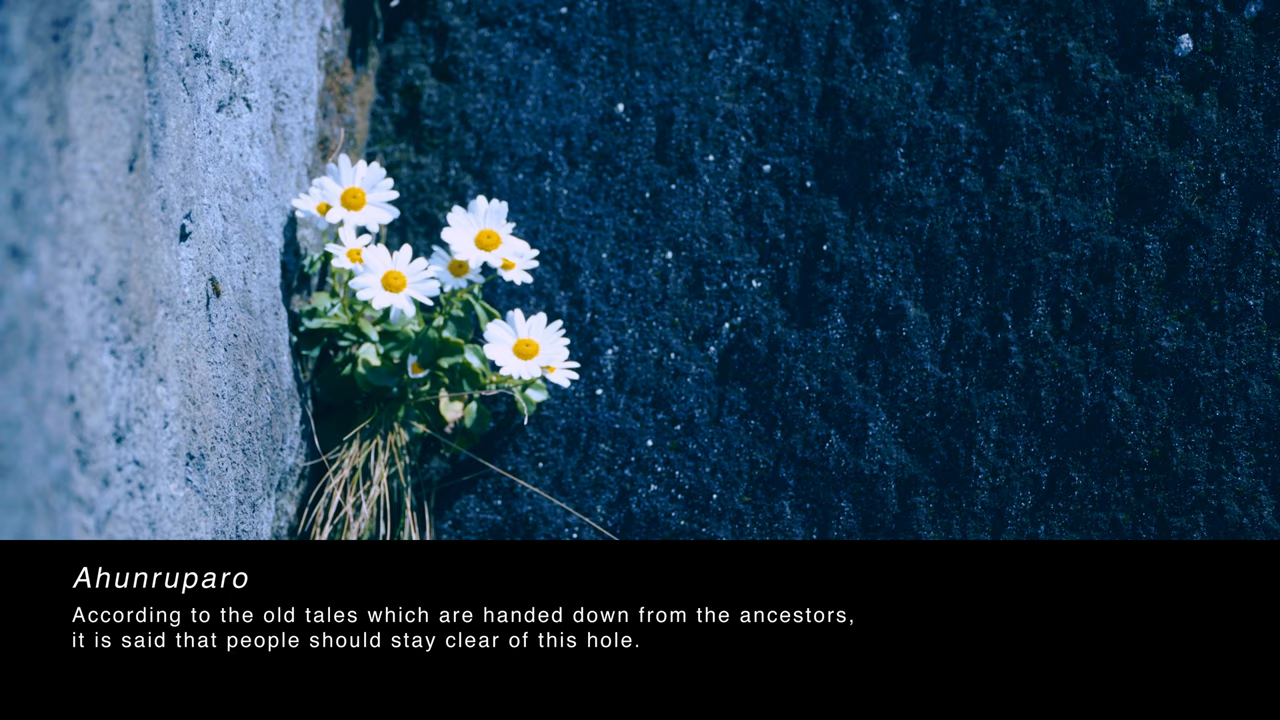 Ahunruparo
According to the old tales which are handed down from the ancestors,
it is said that people should stay clear of this hole.